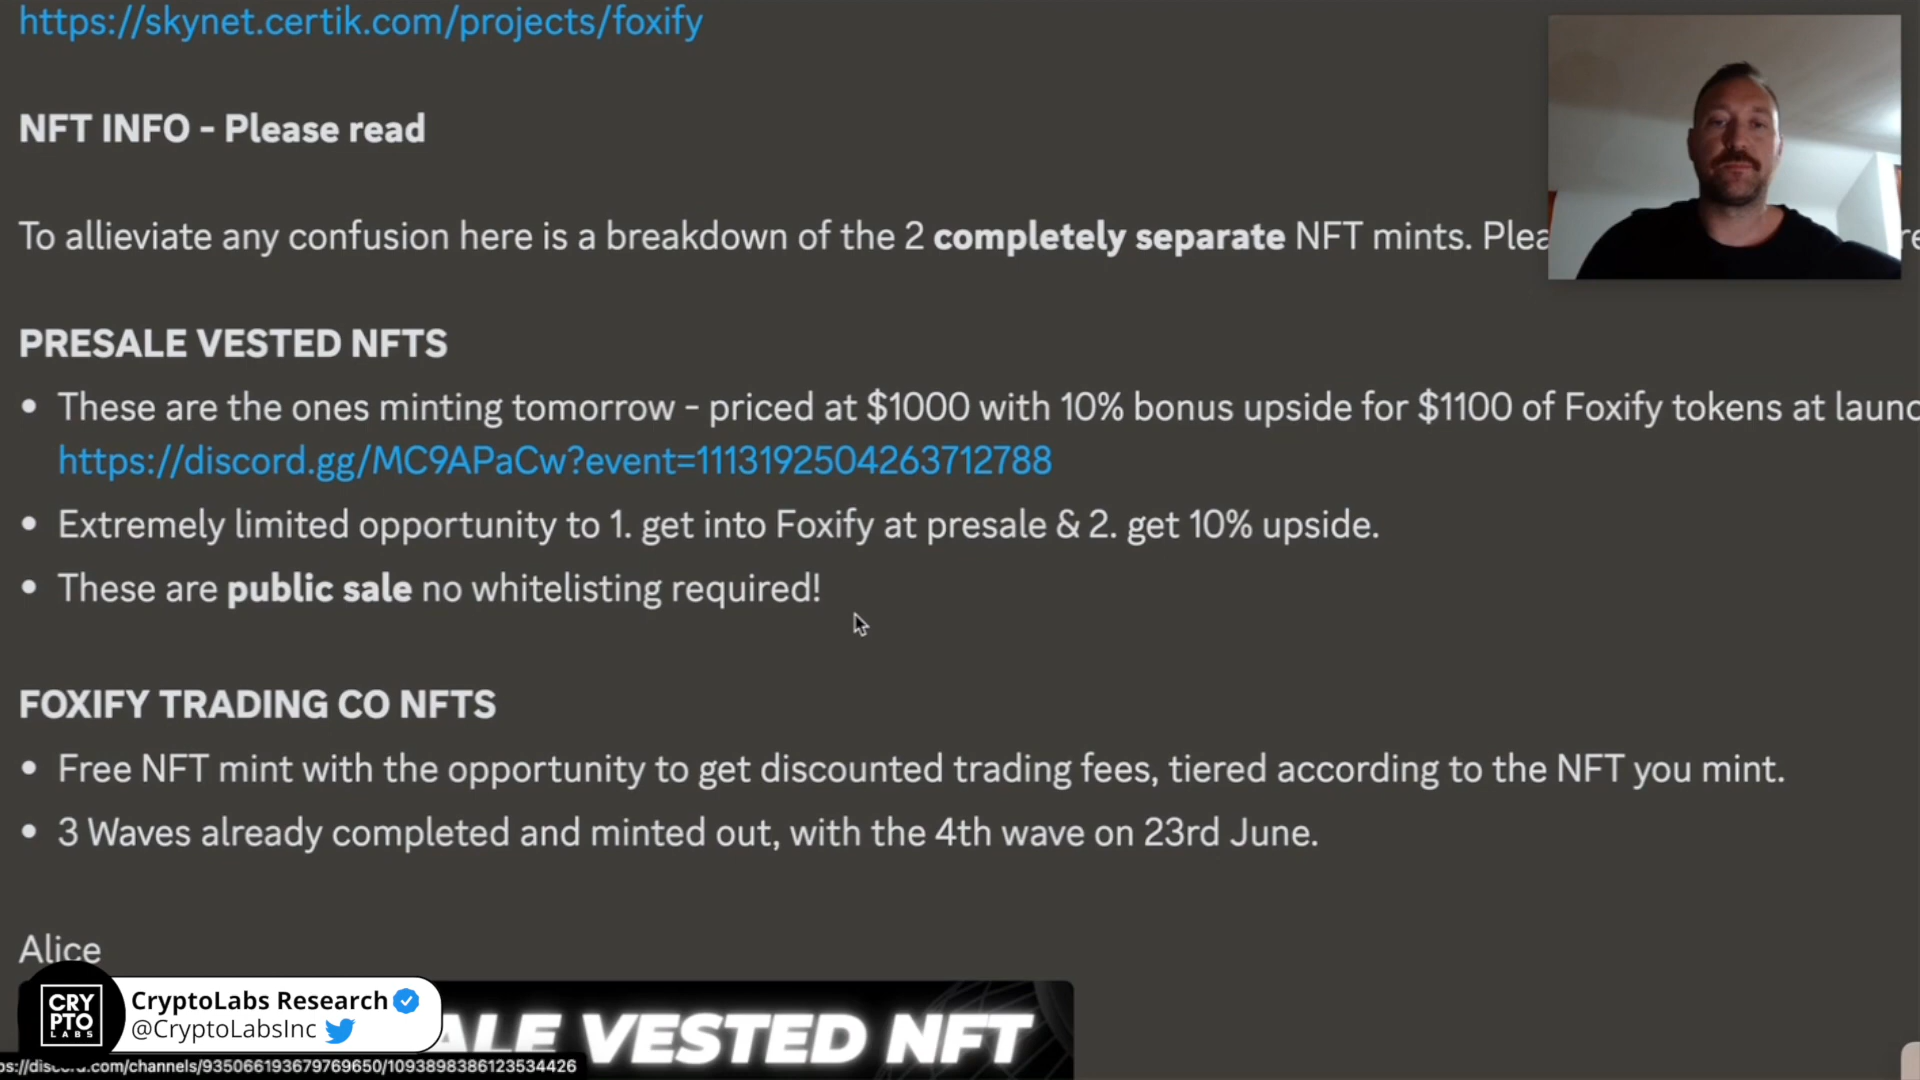 https://skynet.certik.com/projects/foxify
NFT INFO - Please read
To allieviate any confusion here is a breakdown of the 2 completely separate NFT mints. Plea re
PRESALE VESTED NFTS
• These are the ones minting tomorrow - priced at $1000 with 10% bonus upside for $1100 of Foxify tokens at launc
https://discord.gg/MC9APaCw?event=1113192504263712788
• Extremely limited opportunity to 1. get into Foxify at presale & 2. get 10% upside.
• These are public sale no whitelisting required!
FOXIFY TRADING CO NFTS
• Free NFT mint with the opportunity to get discounted trading fees, tiered according to the NFT you mint.
• 3 Waves already completed and minted out, with the 4th wave on 23rd June.
Alice
CRY
PTO
LABS
CryptoLabs Research
@CryptoLabsInc
ALE VESTED NFT
ps://discord.com/channels/935066193679769650/1093898386123534426